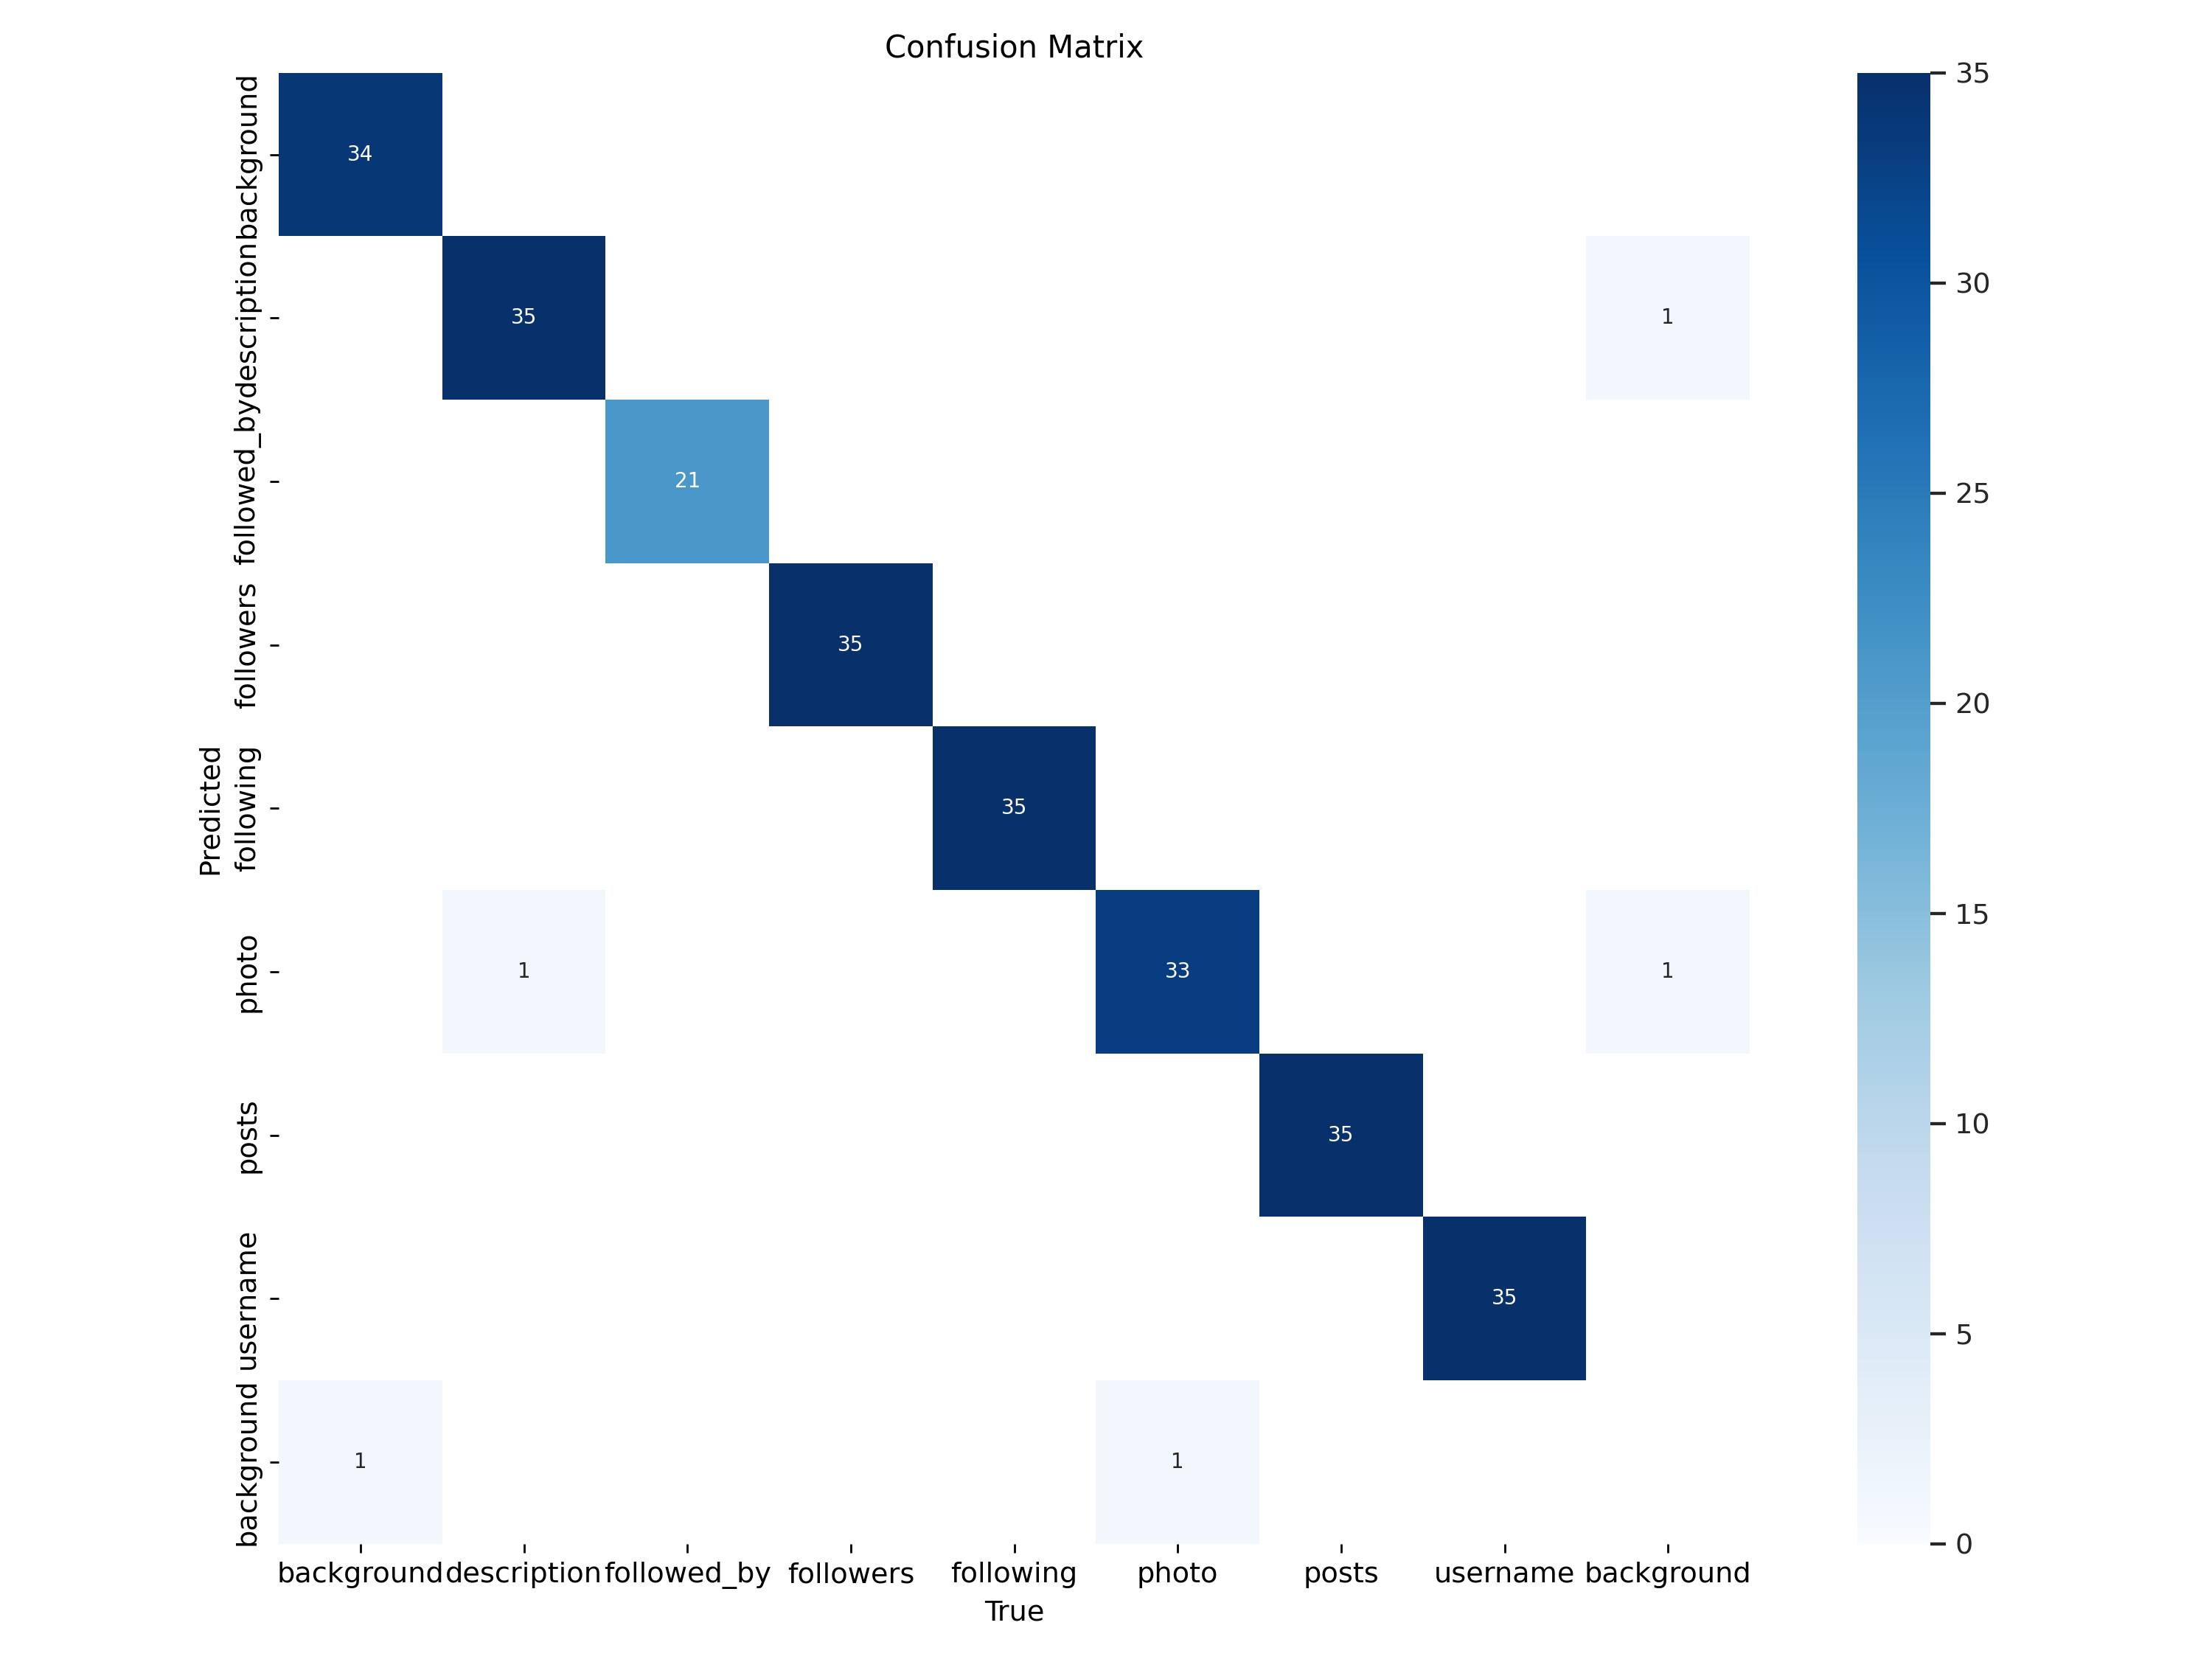 Confusion Matrix
background
34
description
35
1
followed_by
21
followers
35
Predicted
following
35
photo
1
33
1
posts
35
username
35
background
1
1
background description followed_by followers following photo posts username background
True
35
30
25
20
15
10
5
0